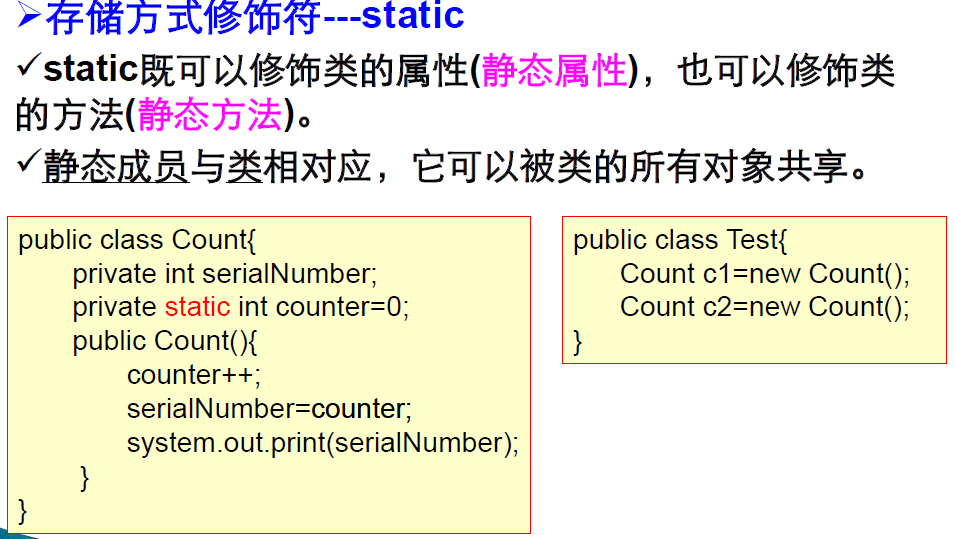 ➢存储方式修饰符---static
✓static既可以修饰类的属性(静态属性)，也可以修饰类
的方法(静态方法)。
✓静态成员与类相对应，它可以被类的所有对象共享。
public class Count{
private int serialNumber;
private static int counter=0;
public Count(){
counter++;
serialNumber=counter;
system.out.print(serialNumber);
}
}
public class Test{
Count c1=new Count();
Count c2=new Count();
}